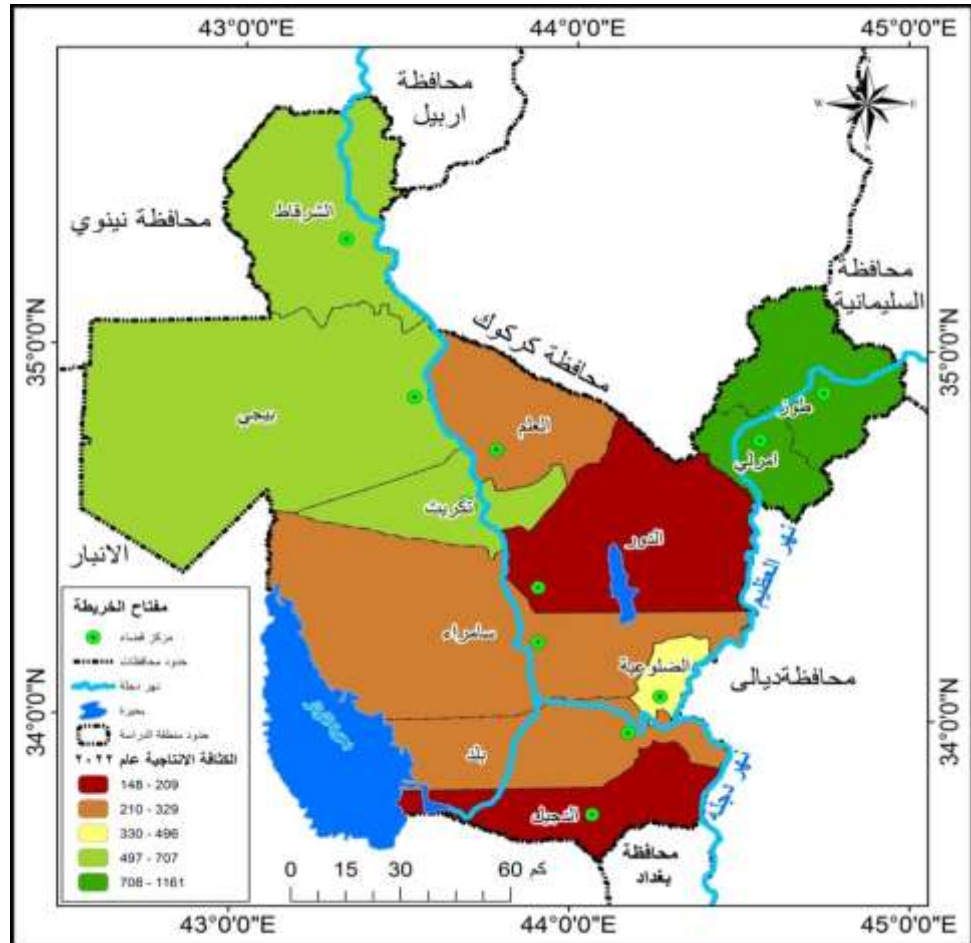 43°0'0"E 44°0'0"E 45°0'0"E
محافظة
اربيل
محافظة نينوي
الشرقاط
محافظة
السليمانية
35°0'0"N 35°0'0"N
محافظة كركوك
طوز
امرلي
بيجي
العلم
تكريت
الدور
نهر العظيم
الانبار
سامراء
الضلوعية
محافظة ديالى
34°0'0"N 34°0'0"N
بلد
نهر دجلة
الدجيل
محافظة
بغداد
مفتاح الخريطة
مركز قضاء
حدود محافظات
نهر دجلة
بحيرة
حدود منطقة الدراسة
الكثافة الانتاجية عام ٢٠٢٢
148 - 209
210 - 329
330 - 496
497 - 707
708 - 1161
0 15 30 60 كم
43°0'0"E 44°0'0"E 45°0'0"E